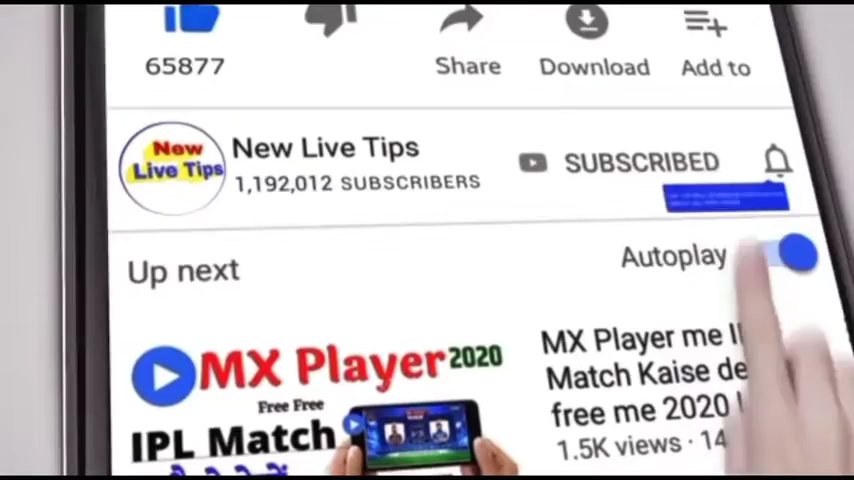 65877
Share
Download
Add to
New
Live Tips
New Live Tips
1,192,012 SUBSCRIBERS
SUBSCRIBED
Up next
Autoplay
MX Player 2020
Free Free
IPL Match
MX Player me
Match Kaise
free me 2020
1.5K views · 14